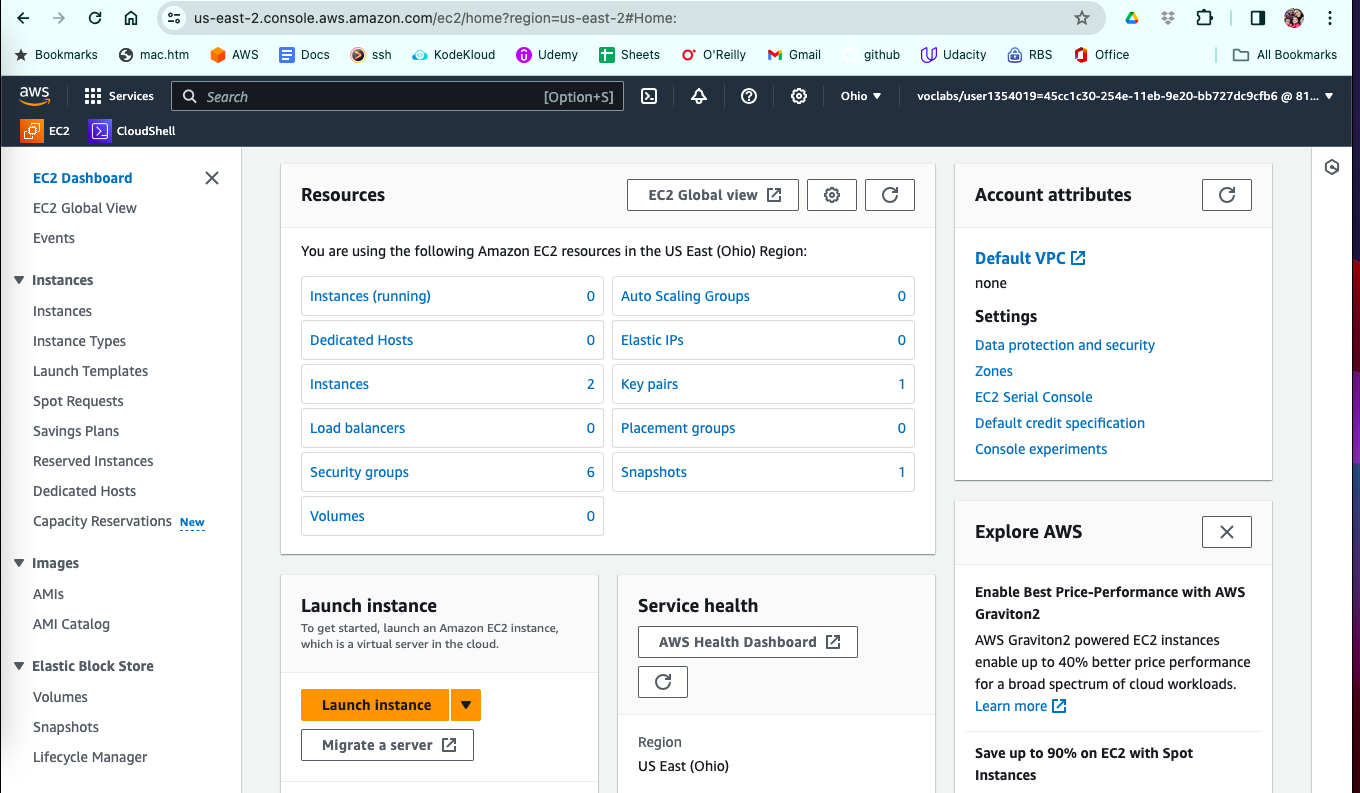 us-east-2.console.aws.amazon.com/ec2/home?region=us-east-2#Home:
Bookmarks mac.htm AWS Docs ssh KodeKloud Udemy Sheets O'Reilly Gmail github Udacity RBS Office All Bookmarks
aws Services Search [Option+S] Ohio voclabs/user1354019=45cc1c30-254e-11eb-9e20-bb727dc9cfb6 @ 81...
EC2 CloudShell
EC2 Dashboard
EC2 Global View
Events
Instances
Instances
Instance Types
Launch Templates
Spot Requests
Savings Plans
Reserved Instances
Dedicated Hosts
Capacity Reservations New
Images
AMIs
AMI Catalog
Elastic Block Store
Volumes
Snapshots
Lifecycle Manager
Resources
EC2 Global view
You are using the following Amazon EC2 resources in the US East (Ohio) Region:
Instances (running) 0
Auto Scaling Groups 0
Dedicated Hosts 0
Elastic IPs 0
Instances 2
Key pairs 1
Load balancers 0
Placement groups 0
Security groups 6
Snapshots 1
Volumes 0
Launch instance
To get started, launch an Amazon EC2 instance,
which is a virtual server in the cloud.
Launch instance
Migrate a server
Service health
AWS Health Dashboard
Region
US East (Ohio)
Account attributes
Default VPC
none
Settings
Data protection and security
Zones
EC2 Serial Console
Default credit specification
Console experiments
Explore AWS
Enable Best Price-Performance with AWS
Graviton2
AWS Graviton2 powered EC2 instances
enable up to 40% better price performance
for a broad spectrum of cloud workloads.
Learn more
Save up to 90% on EC2 with Spot
Instances